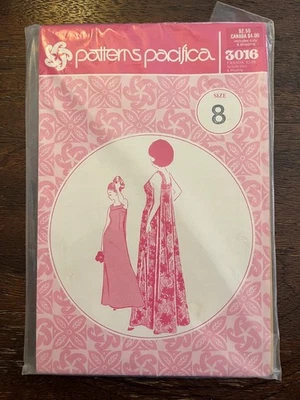 patterns pacifica.
$2.50
CANADA $4.00
3016
SIZE
8